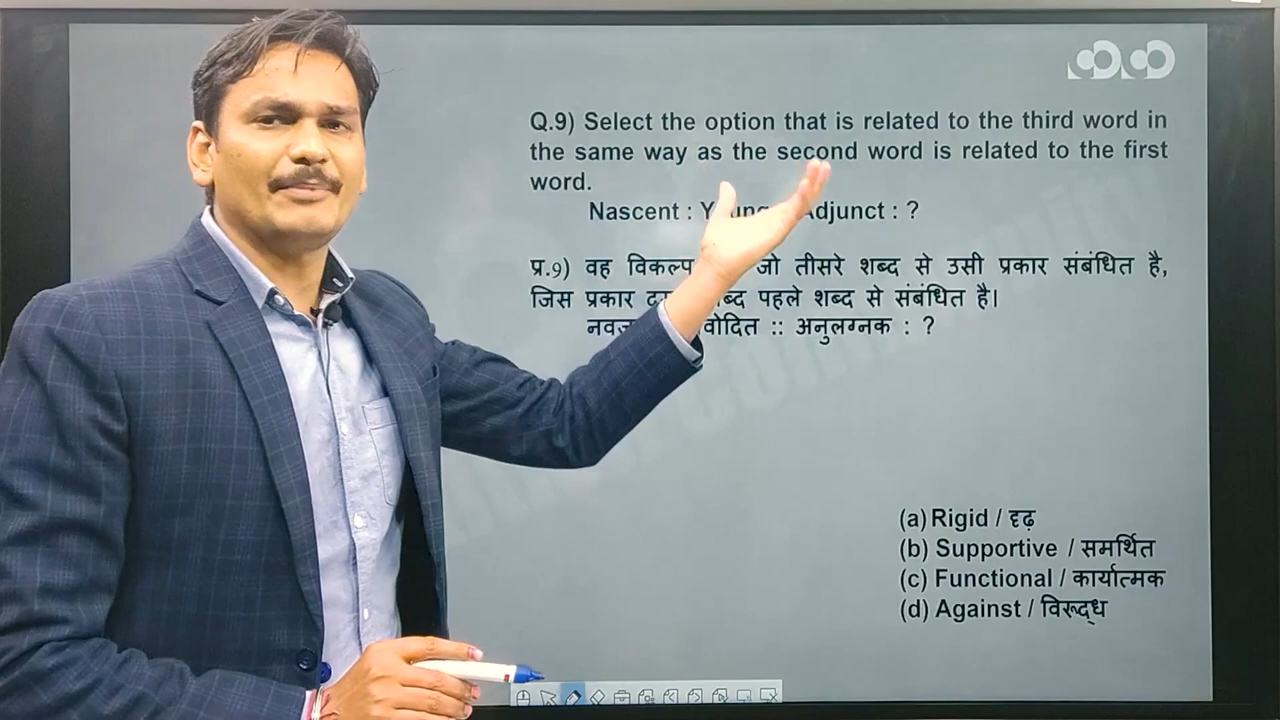 Q.9) Select the option that is related to the third word in
the same way as the second word is related to the first
word.
Nascent : Adjunct : ?
प्र.9) वह विकल्प जो तीसरे शब्द से उसी प्रकार संबंधित है,
जिस प्रकार शब्द पहले शब्द से संबंधित है।
:: अनुलग्नक : ?
(a) Rigid / दृढ़
(b) Supportive / समर्थित
(c) Functional / कार्यात्मक
(d) Against / विरूद्ध